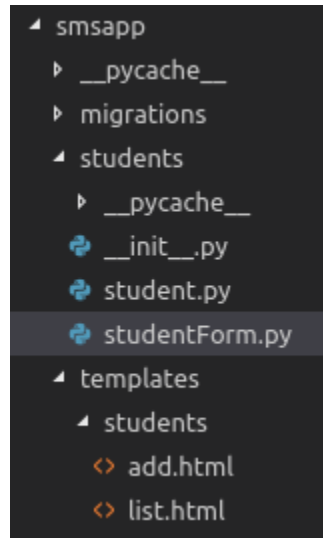 smsapp
__pycache__
migrations
students
__pycache__
__init__.py
student.py
studentForm.py
templates
students
add.html
list.html